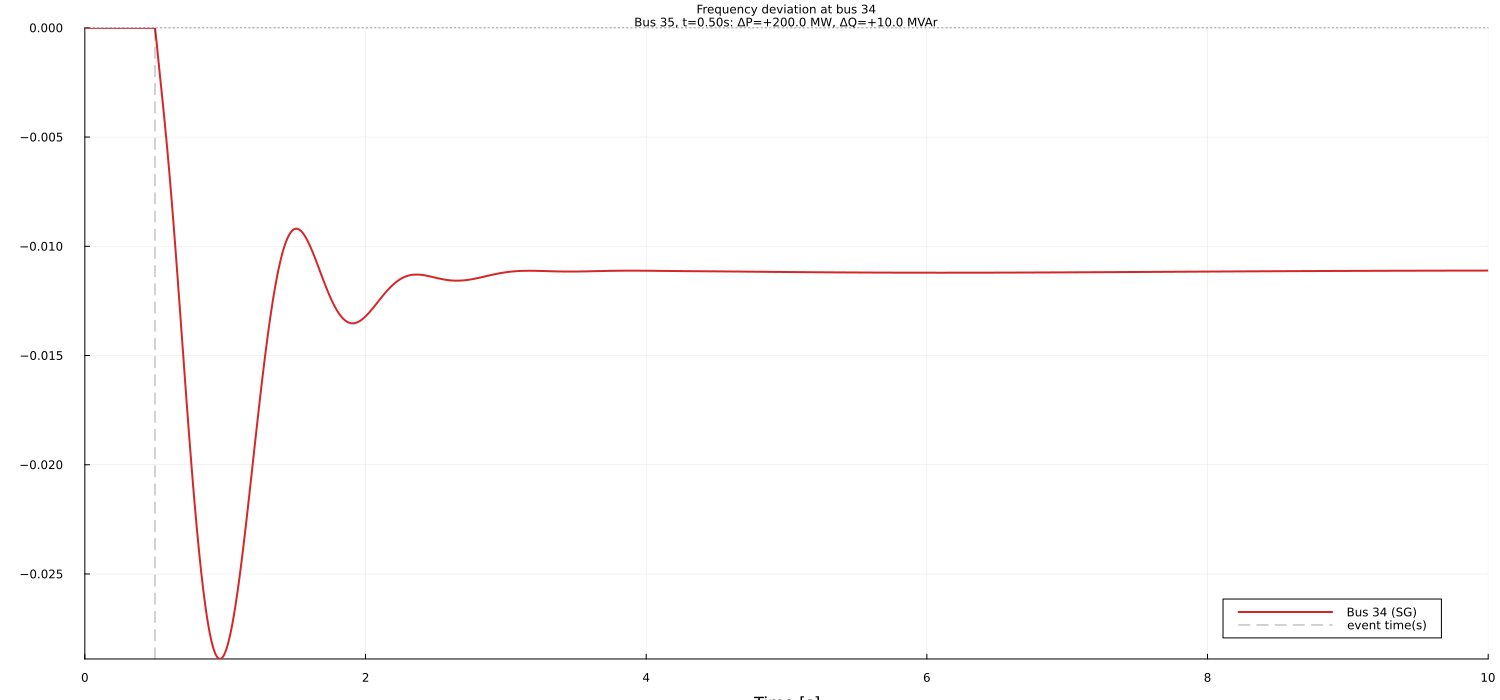 Frequency deviation at bus 34
Bus 35, t=0.50s: ΔP=+200.0 MW, ΔQ=+10.0 MVAr
0.000
−0.005
−0.010
−0.015
−0.020
−0.025
Bus 34 (SG)
event time(s)
0 2 4 6 8 10
Time [s]